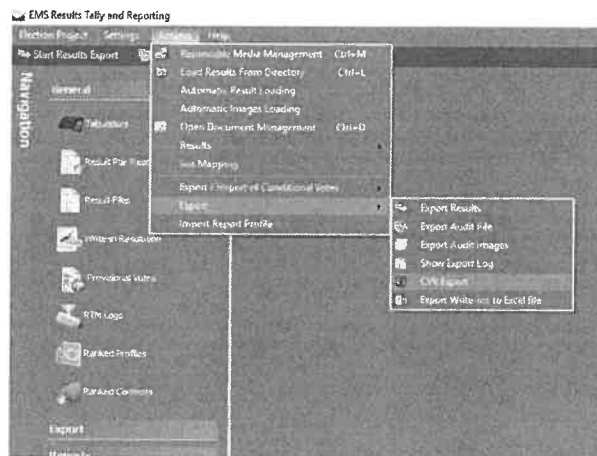 EMS Results Tally and Reporting
Election Project Settings Actions Help
Start Results Export
Navigation
General
Tabulators
Result Files
Write-in Resolution
Provisional Votes
RTM Logs
Ranked Profiles
Ranked Contests
Export
Reports
Removable Media Management Ctrl+M
Load Results From Directory Ctrl+L
Automatic Result Loading
Automatic Images Loading
Open Document Management Ctrl+D
Results
Export
Import Report Profile
Export Results
Export Audit File
Export Audit Images
Show Export Log
CVR Export
Export Write-ins to Excel file